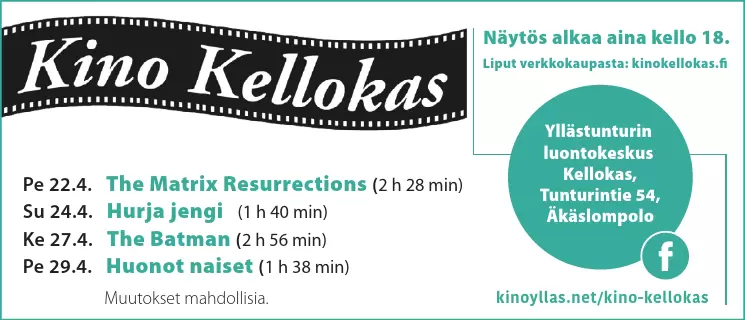 Kino Kellokas
Näytös alkaa aina kello 18.
Liput verkkokaupasta: kinokellokas.fi
Yllästunturin
luontokeskus
Kellokas,
Tunturintie 54,
Äkäslompolo
f
Pe 22.4. The Matrix Resurrections (2 h 28 min)
Su 24.4. Hurja jengi (1 h 40 min)
Ke 27.4. The Batman (2 h 56 min)
Pe 29.4. Huonot naiset (1 h 38 min)
Muutokset mahdollisia.
kinoyllas.net/kino-kellokas